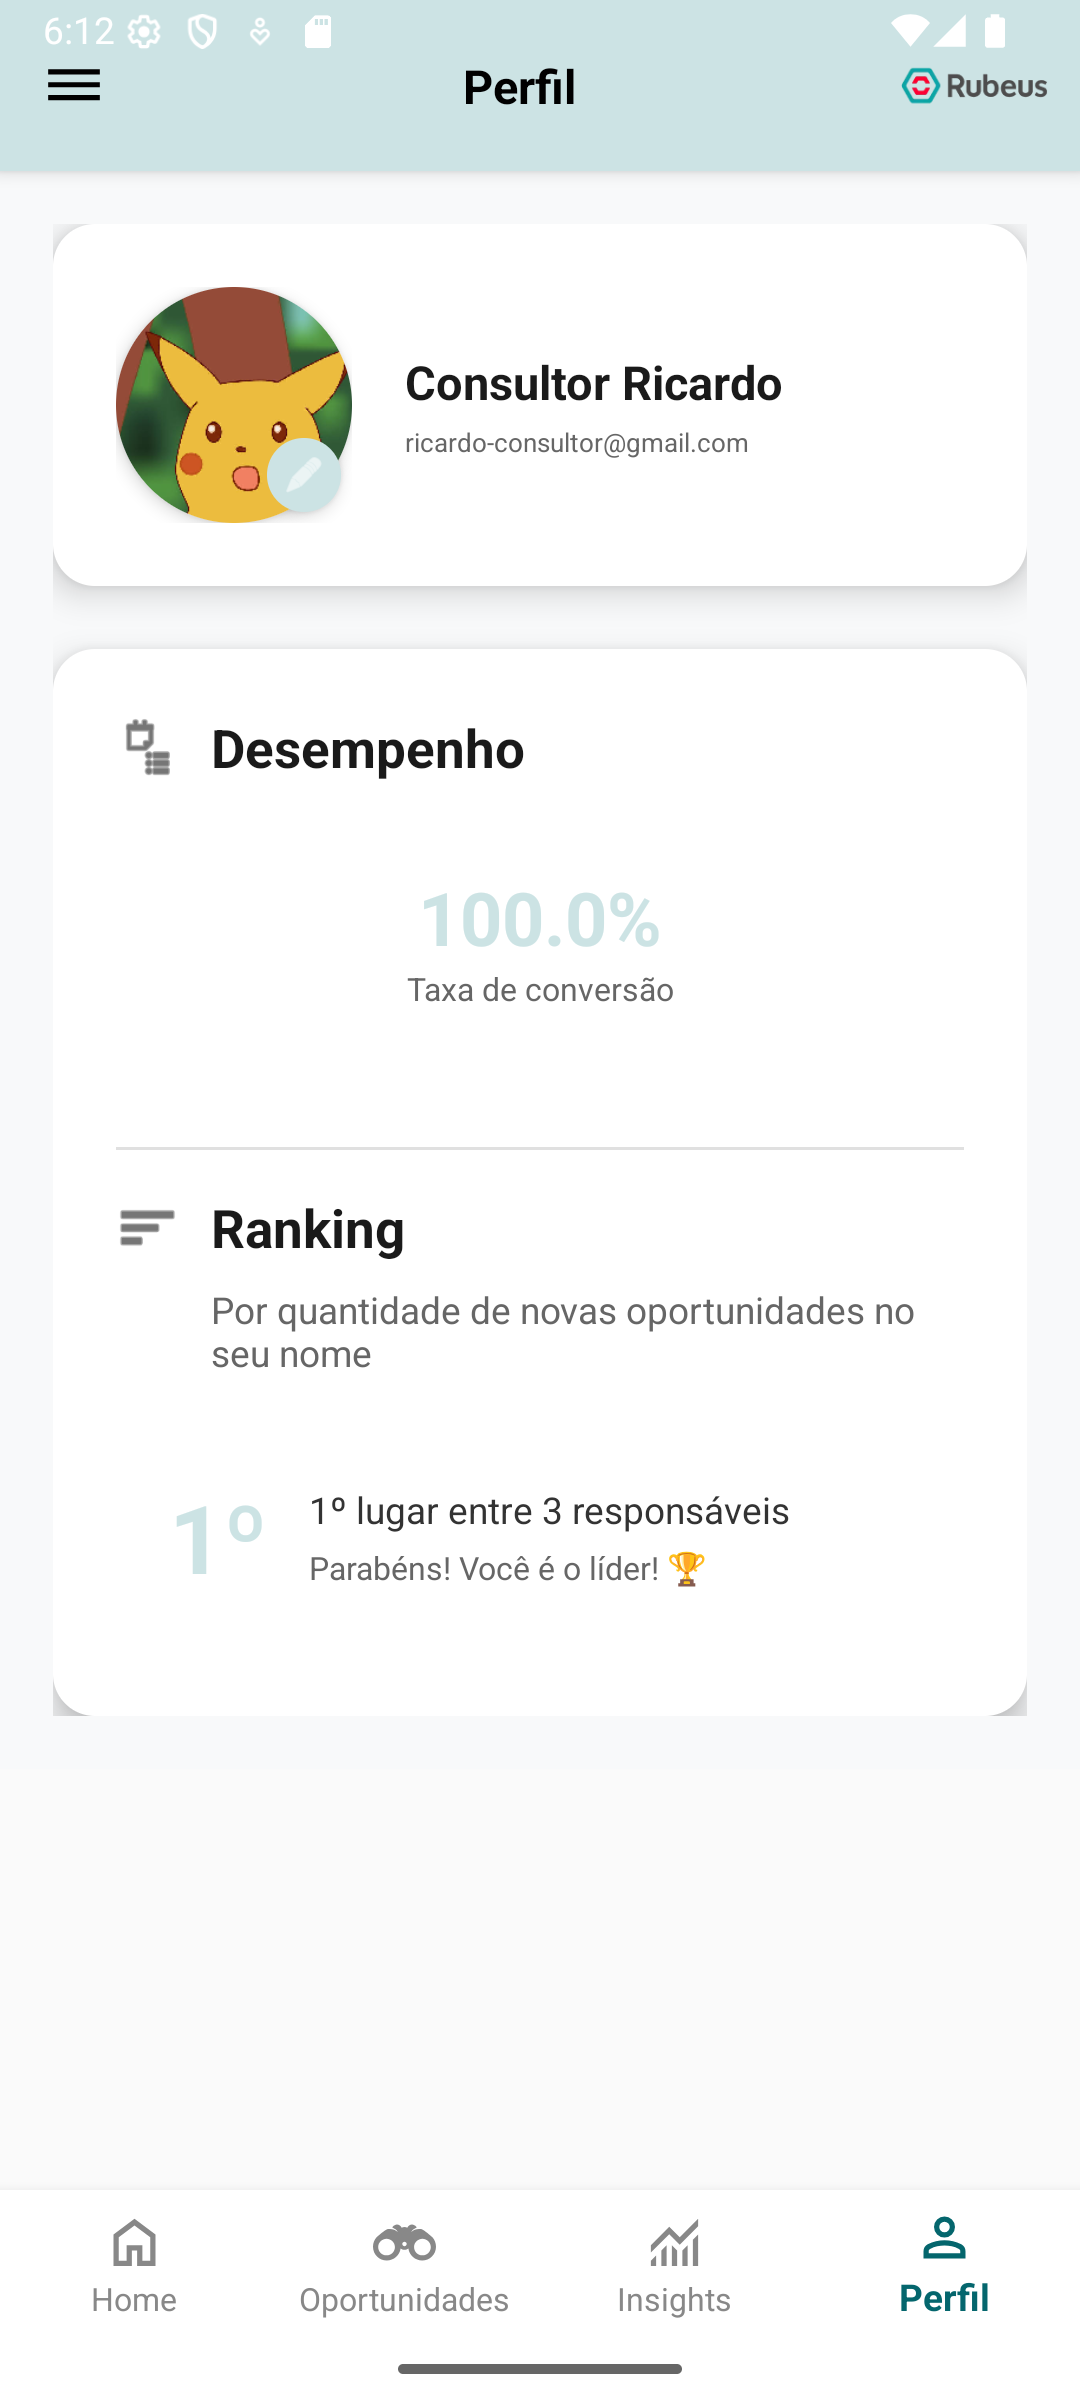 6:12
Perfil
Rubeus
Consultor Ricardo
ricardo-consultor@gmail.com
Desempenho
100.0%
Taxa de conversão
Ranking
Por quantidade de novas oportunidades no
seu nome
1º
1º lugar entre 3 responsáveis
Parabéns! Você é o líder! 🏆
Home
Oportunidades
Insights
Perfil